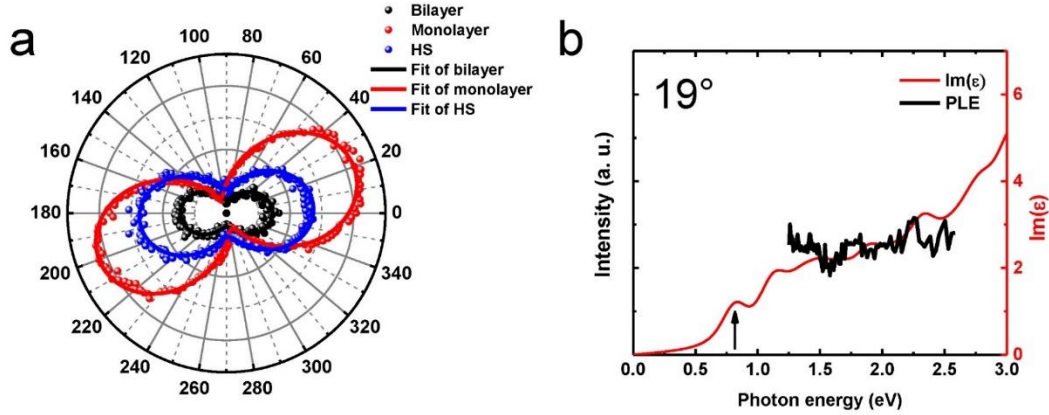 a
Bilayer
Monolayer
HS
Fit of bilayer
Fit of monolayer
Fit of HS
100
80
120
60
140
40
160
20
180
0
200
340
220
320
240
300
260
280
b
19°
Im(ε)
PLE
Intensity (a. u.)
Im(ε)
6
4
2
0
0.0
0.5
1.0
1.5
2.0
2.5
3.0
Photon energy (eV)